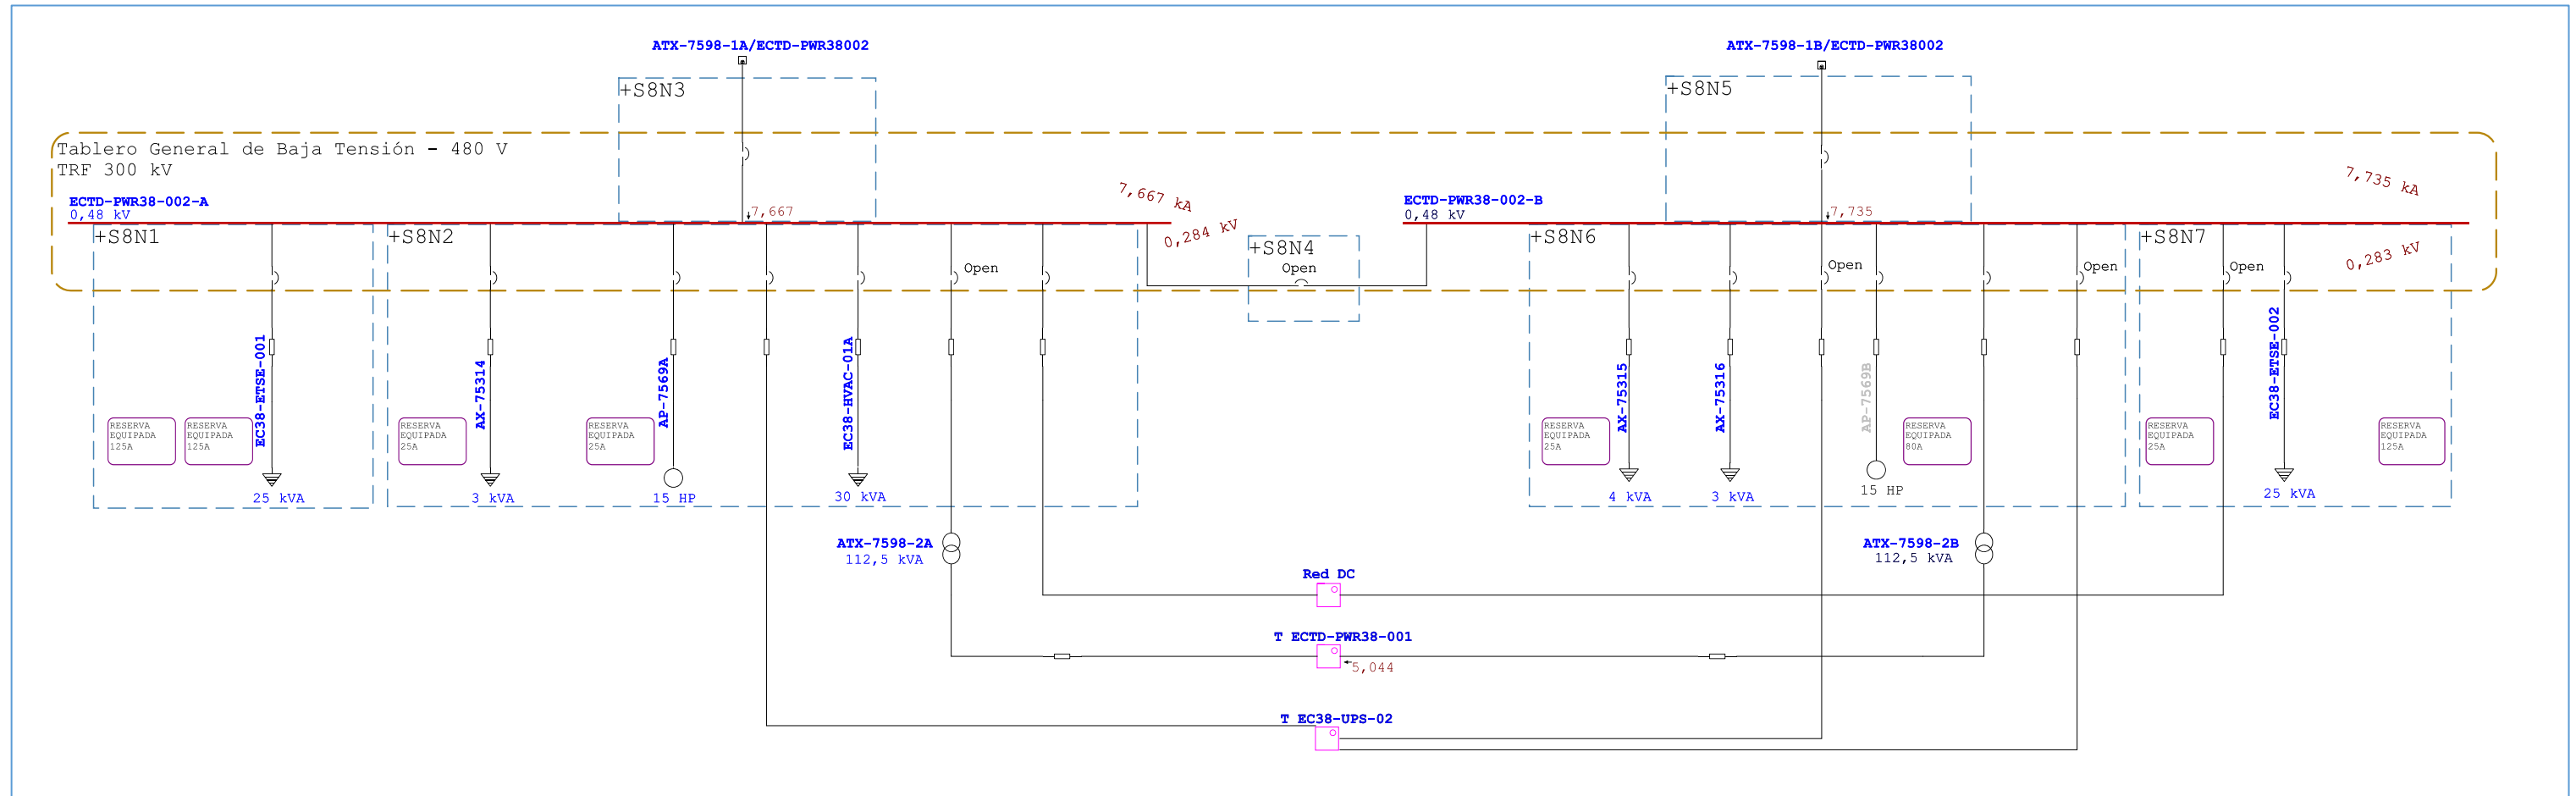 ATX-7598-1A/ECTD-PWR38002
ATX-7598-1B/ECTD-PWR38002
+S8N3
+S8N5
Tablero General de Baja Tensión - 480 V
TRF 300 kV
7,667 kA
7,735 kA
ECTD-PWR38-002-A
0,48 kV
7,667
ECTD-PWR38-002-B
0,48 kV
7,735
0,284 kV
0,283 kV
+S8N1
+S8N2
+S8N4
+S8N6
+S8N7
Open
Open
Open
Open
Open
EC38-ETSE-001
AX-75314
AP-7569A
EC38-HVAC-01A
AX-75315
AX-75316
AP-7569B
EC38-ETSE-002
RESERVA
EQUIPADA
125A
RESERVA
EQUIPADA
125A
RESERVA
EQUIPADA
25A
RESERVA
EQUIPADA
25A
RESERVA
EQUIPADA
25A
RESERVA
EQUIPADA
80A
RESERVA
EQUIPADA
25A
RESERVA
EQUIPADA
125A
25 kVA
3 kVA
15 HP
30 kVA
4 kVA
3 kVA
15 HP
25 kVA
ATX-7598-2A
112,5 kVA
ATX-7598-2B
112,5 kVA
Red DC
T ECTD-PWR38-001
5,044
T EC38-UPS-02